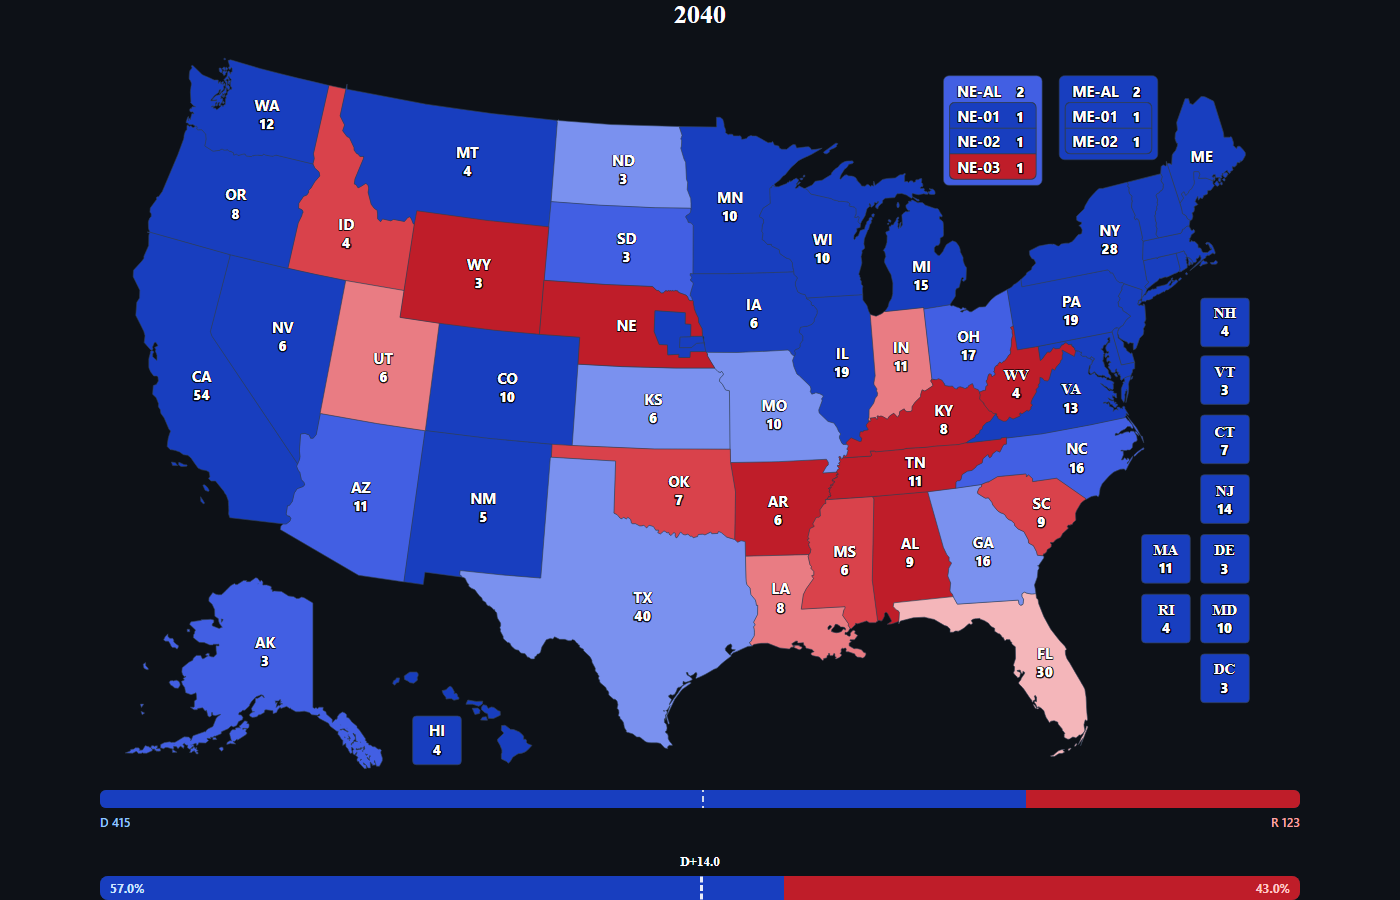 2040
NE-AL 2
NE-01 1
NE-02 1
NE-03 1
ME-AL 2
ME-01 1
ME-02 1
WA
12
OR
8
CA
54
NV
6
ID
4
MT
4
WY
3
UT
6
CO
10
AZ
11
NM
5
ND
3
SD
3
NE
KS
6
OK
7
TX
40
MN
10
IA
6
MO
10
AR
6
LA
8
WI
10
IL
19
MI
15
IN
11
OH
17
KY
8
TN
11
MS
6
AL
9
GA
16
FL
30
SC
9
NC
16
VA
13
WV
4
PA
19
NY
28
ME
NH
4
VT
3
CT
7
NJ
14
MA
11
DE
3
RI
4
MD
10
DC
3
AK
3
HI
4
D 415
R 123
D+14.0
57.0%
43.0%